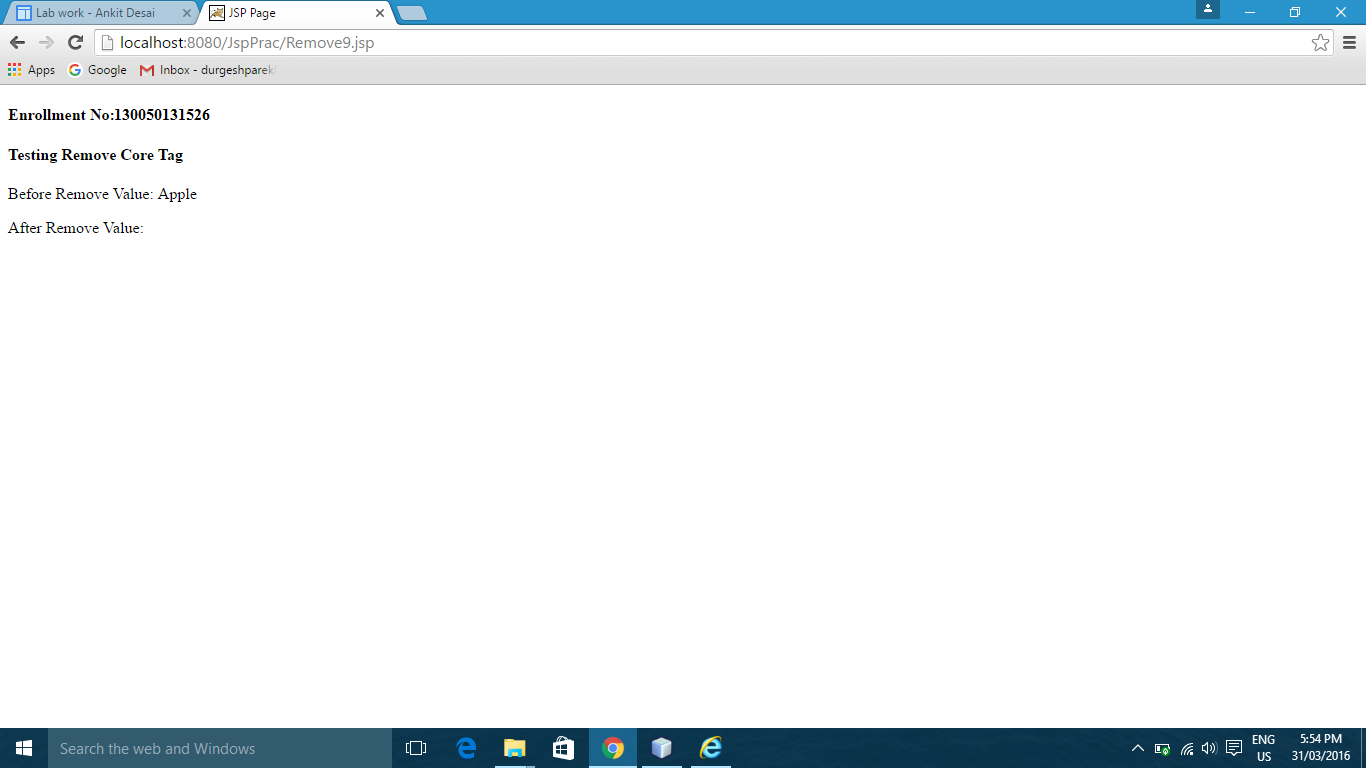 Lab work - Ankit Desai
JSP Page
localhost:8080/JspPrac/Remove9.jsp
Apps
Google
Inbox - durgeshparek
Enrollment No:130050131526
Testing Remove Core Tag
Before Remove Value: Apple
After Remove Value:
Search the web and Windows
ENG
US
5:54 PM
31/03/2016